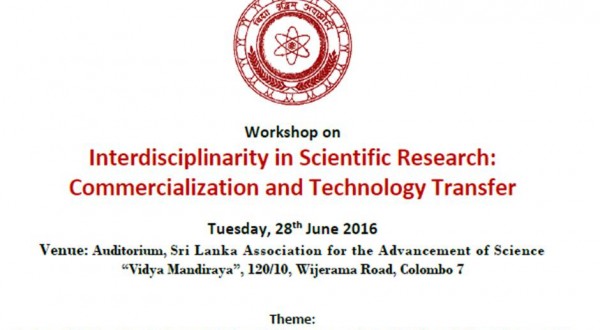 Workshop on
Interdisciplinarity in Scientific Research:
Commercialization and Technology Transfer
Tuesday, 28th June 2016
Venue: Auditorium, Sri Lanka Association for the Advancement of Science
“Vidya Mandiraya”, 120/10, Wijerama Road, Colombo 7
Theme: